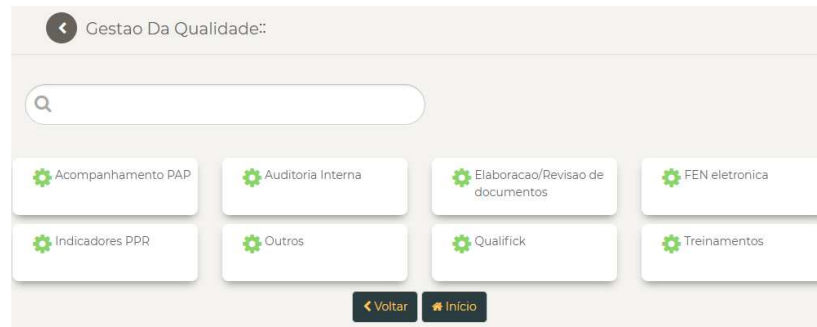 Gestao Da Qualidade::
Acompanhamento PAP
Auditoria Interna
Elaboracao/Revisao de
documentos
FEN eletronica
Indicadores PPR
Outros
Qualifick
Treinamentos
Voltar
Início